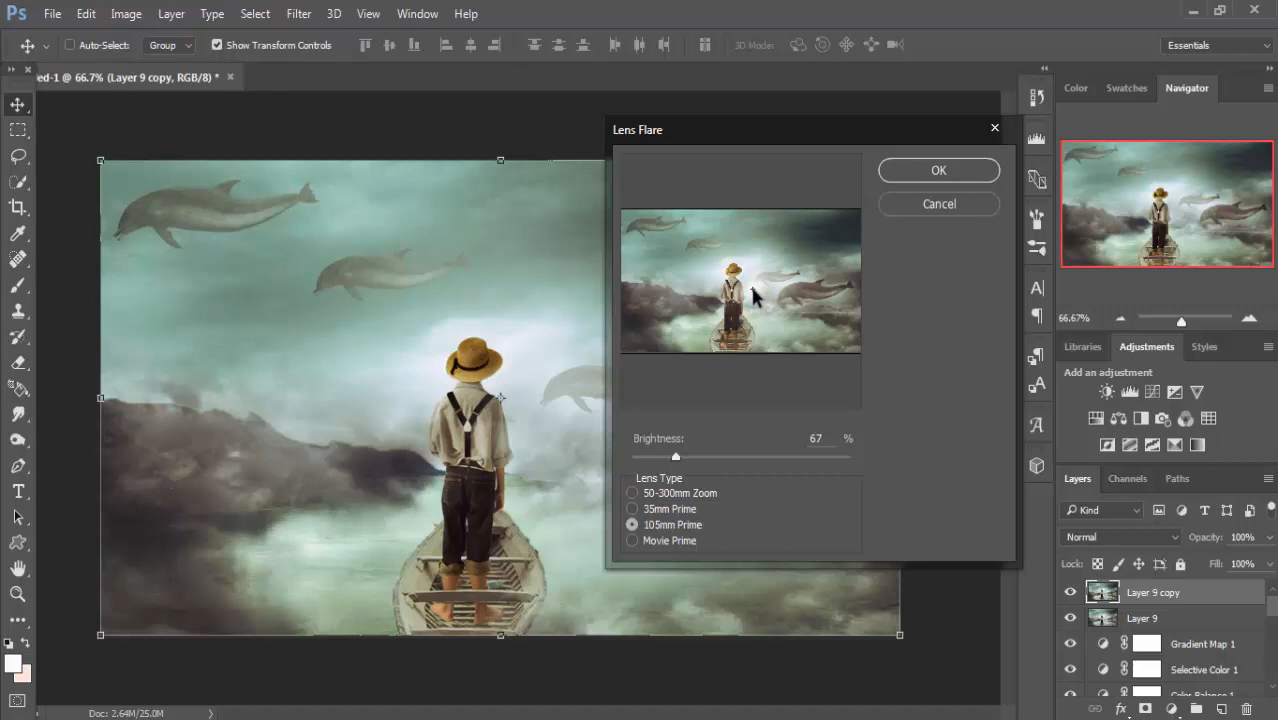 Ps File Edit Image Layer Type Select Filter 3D View Window Help
Auto-Select: Group Show Transform Controls 3D Mode: Essentials
ed-1 @ 66.7% (Layer 9 copy, RGB/8) *
Color Swatches Navigator
Lens Flare
OK
Cancel
66.67%
Libraries Adjustments Styles
Add an adjustment
Brightness: 67 %
Lens Type
50-300mm Zoom
35mm Prime
105mm Prime
Movie Prime
Layers Channels Paths
Kind
Normal Opacity: 100%
Lock: Fill: 100%
Layer 9 copy
Layer 9
Gradient Map 1
Selective Color 1
Color Balance 1
Doc: 2.64M/25.0M